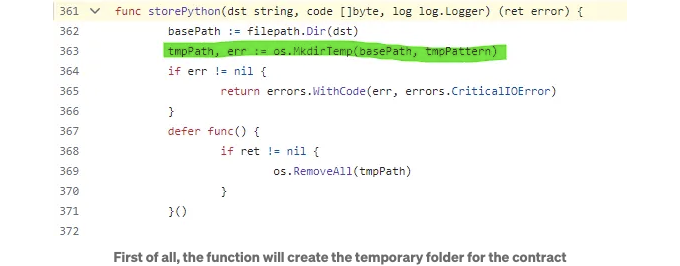 361 func storePython(dst string, code []byte, log log.Logger) (ret error) {
362 basePath := filepath.Dir(dst)
363 tmpPath, err := os.MkdirTemp(basePath, tmpPattern)
364 if err != nil {
365 return errors.WithCode(err, errors.CriticalIOError)
366 }
367 defer func() {
368 if ret != nil {
369 os.RemoveAll(tmpPath)
370 }
371 }()
372
First of all, the function will create the temporary folder for the contract